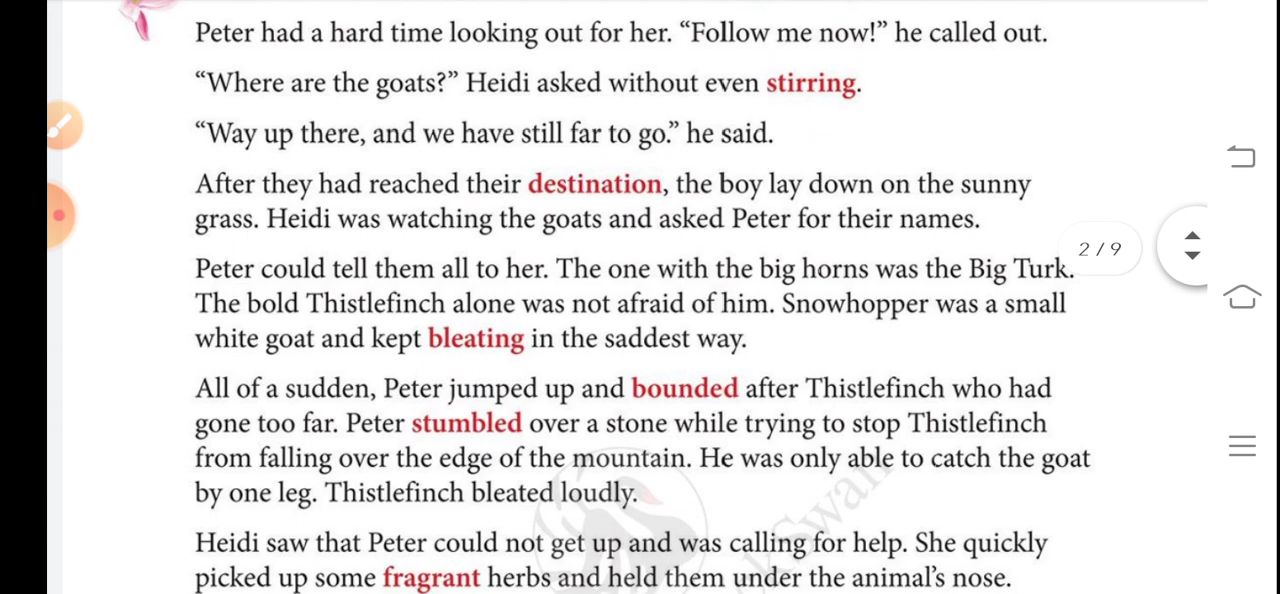 Peter had a hard time looking out for her. “Follow me now!” he called out.
“Where are the goats?” Heidi asked without even stirring.
“Way up there, and we have still far to go.” he said.
After they had reached their destination, the boy lay down on the sunny
grass. Heidi was watching the goats and asked Peter for their names.
2 / 9
Peter could tell them all to her. The one with the big horns was the Big Turk.
The bold Thistlefinch alone was not afraid of him. Snowhopper was a small
white goat and kept bleating in the saddest way.
All of a sudden, Peter jumped up and bounded after Thistlefinch who had
gone too far. Peter stumbled over a stone while trying to stop Thistlefinch
from falling over the edge of the mountain. He was only able to catch the goat
by one leg. Thistlefinch bleated loudly.
Heidi saw that Peter could not get up and was calling for help. She quickly
picked up some fragrant herbs and held them under the animal’s nose.